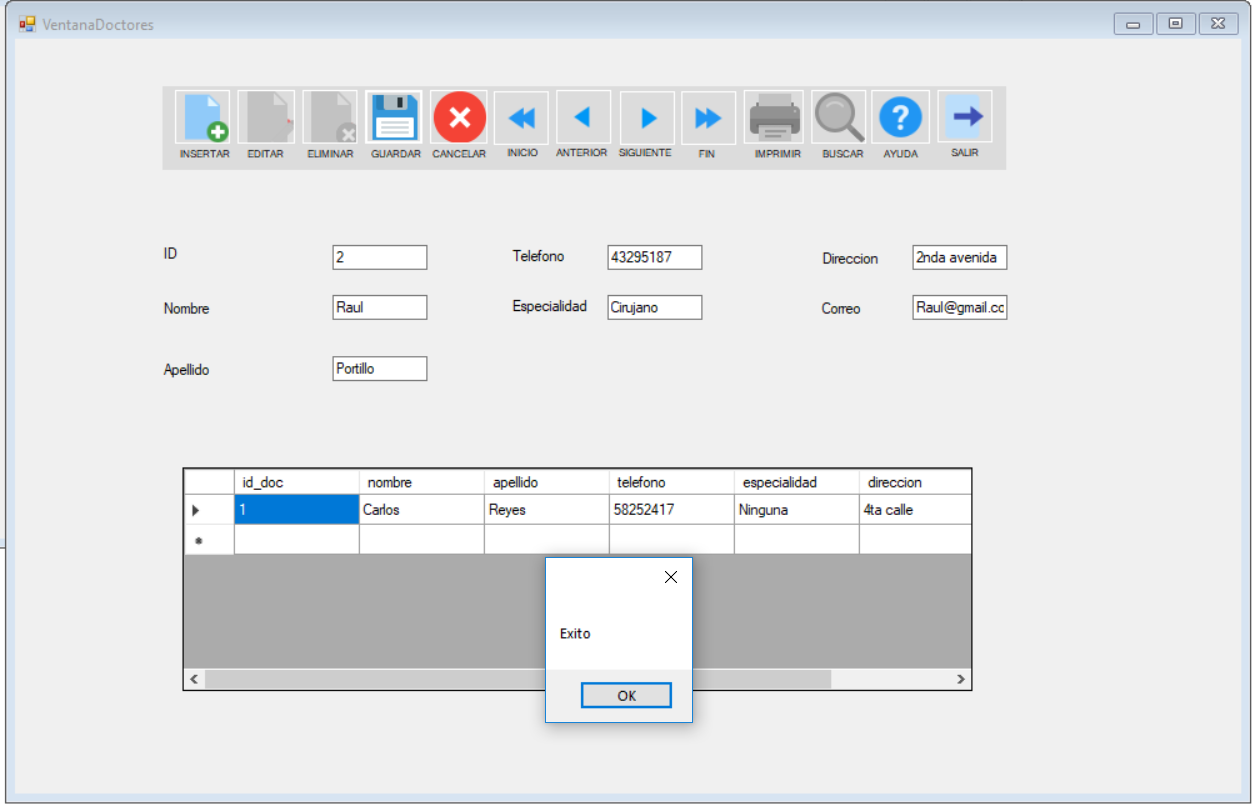 VentanaDoctores
INSERTAR EDITAR ELIMINAR GUARDAR CANCELAR INICIO ANTERIOR SIGUIENTE FIN IMPRIMIR BUSCAR AYUDA SALIR
ID 2 Telefono 43295187 Direccion 2nda avenida
Nombre Raul Especialidad Cirujano Correo Raul@gmail.cc
Apellido Portillo
id_doc nombre apellido telefono especialidad direccion
1 Carlos Reyes 58252417 Ninguna 4ta calle
Exito
OK